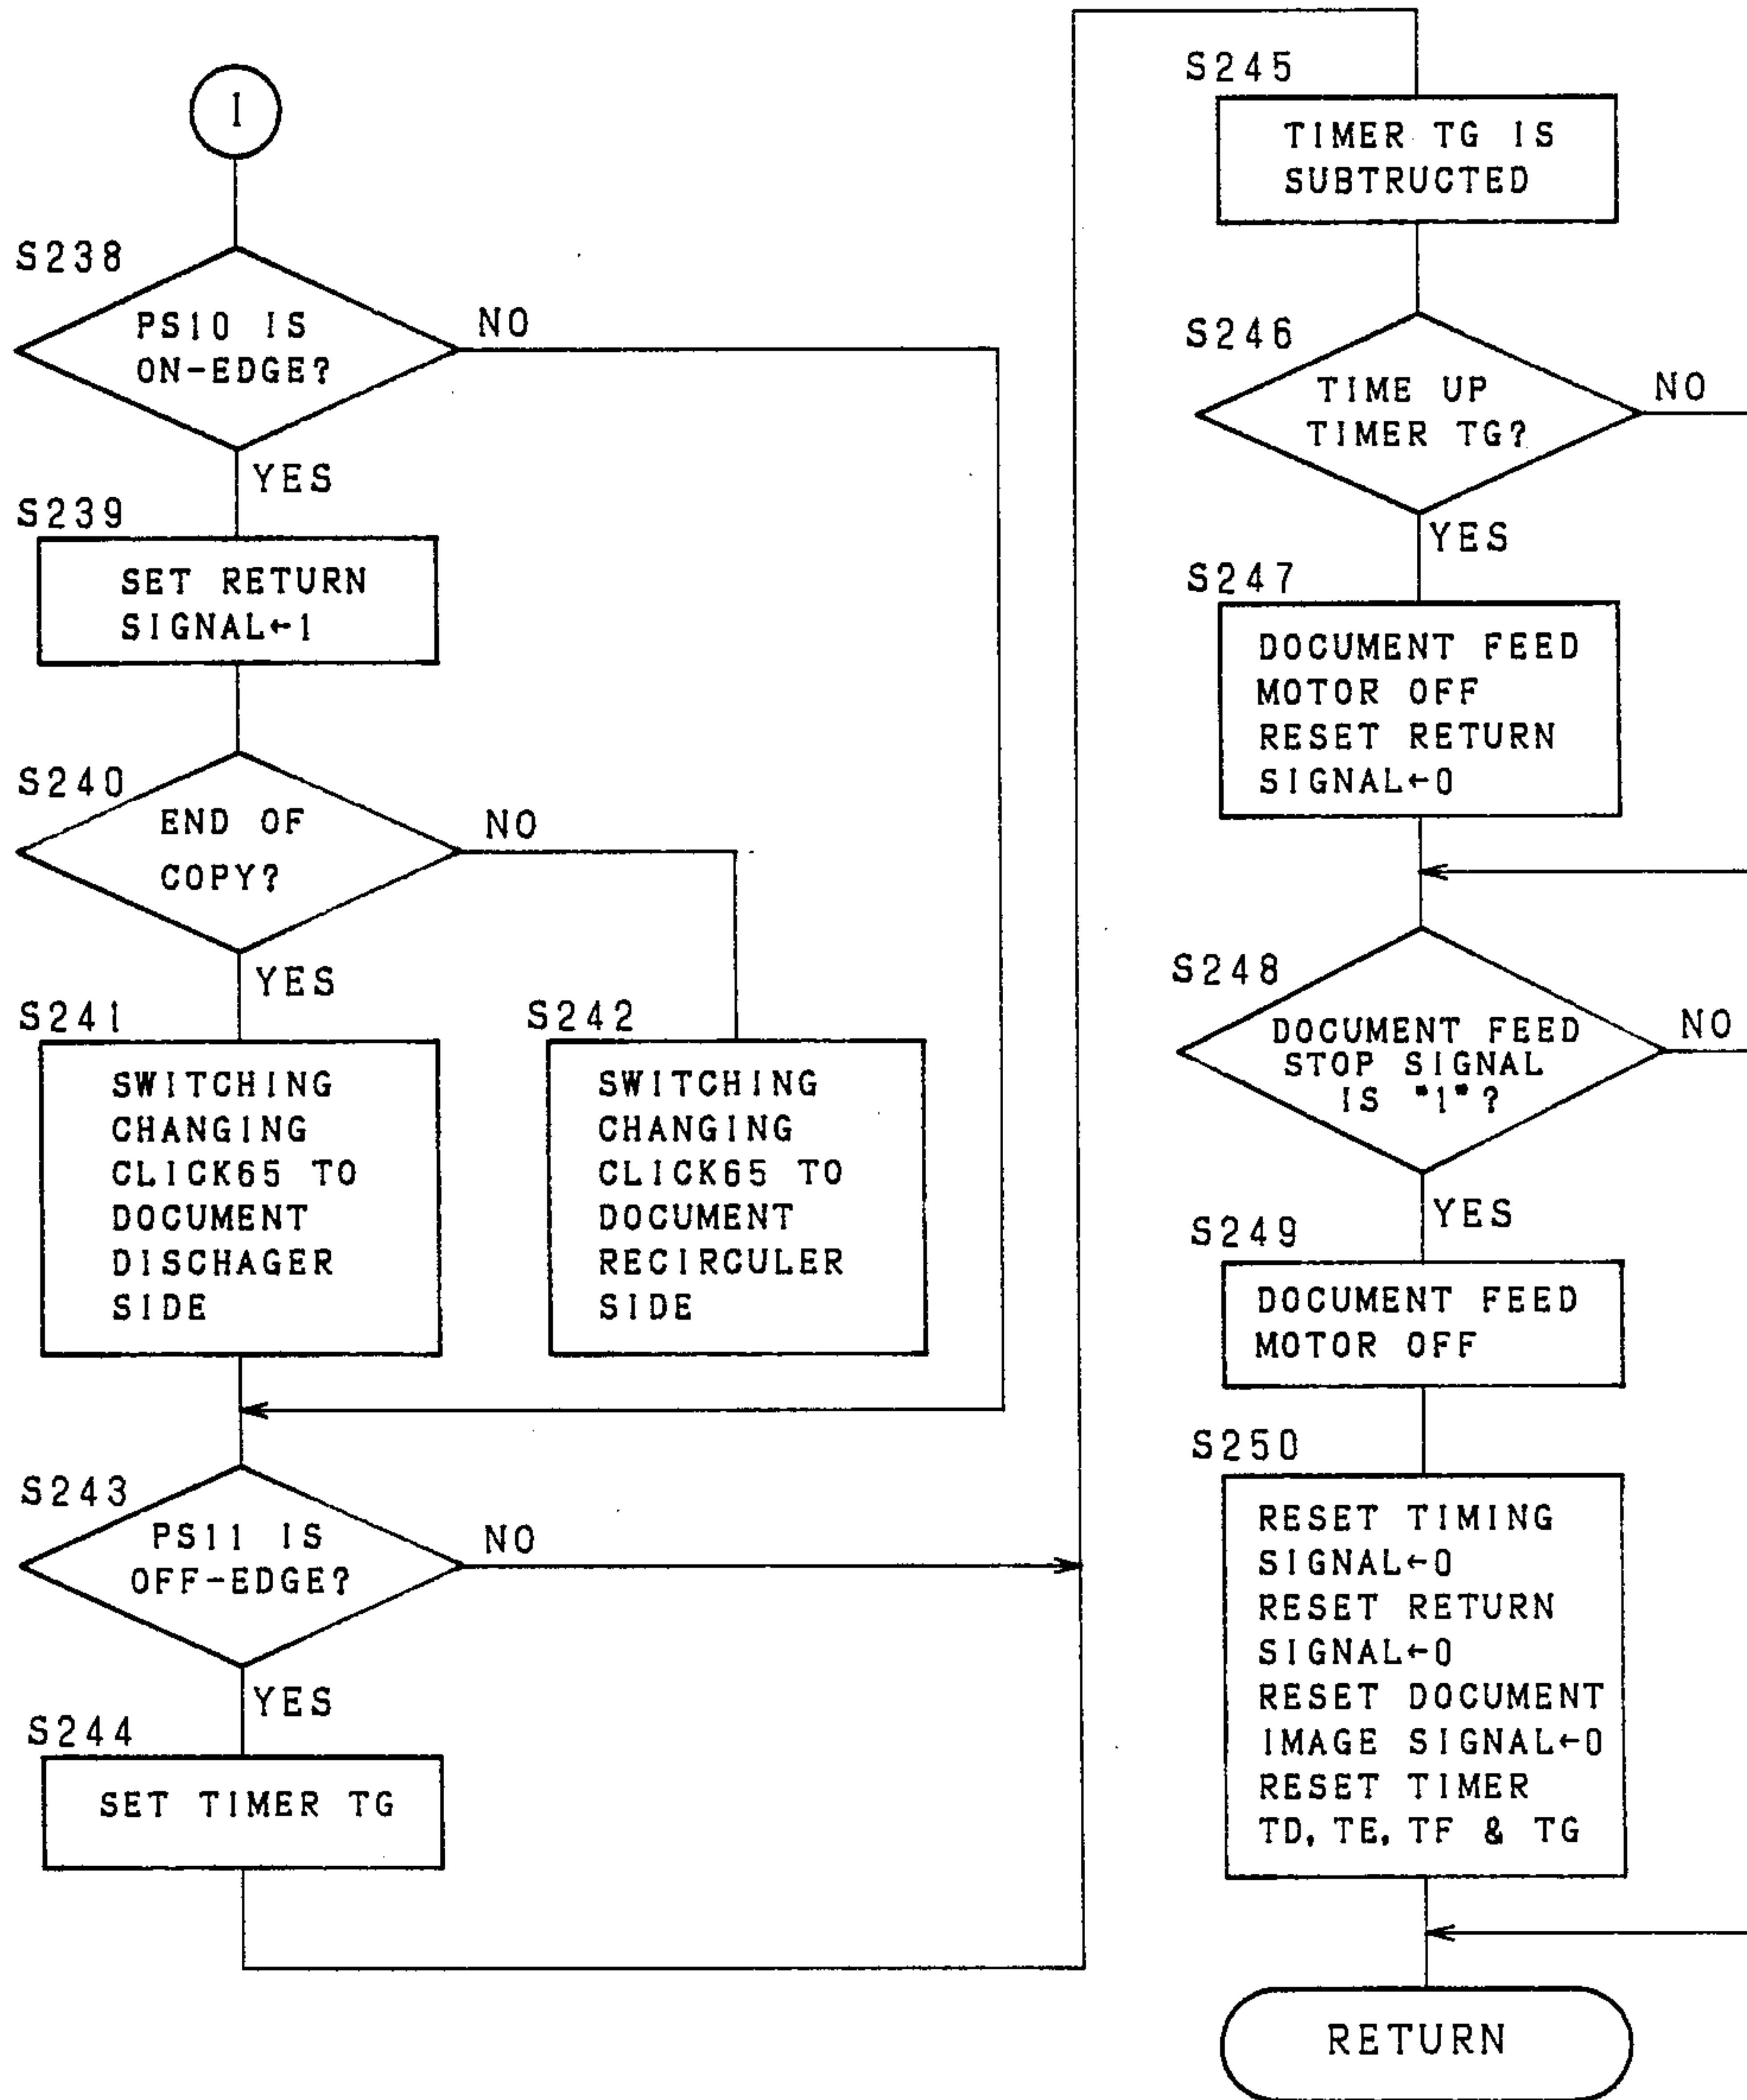 1
S238
PS10 IS
ON-EDGE?
NO
YES
S239
SET RETURN
SIGNAL←1
S240
END OF
COPY?
NO
YES
S241
SWITCHING
CHANGING
CLICK65 TO
DOCUMENT
DISCHAGER
SIDE
S242
SWITCHING
CHANGING
CLICK65 TO
DOCUMENT
RECIRCULER
SIDE
S243
PS11 IS
OFF-EDGE?
NO
YES
S244
SET TIMER TG
S245
TIMER TG IS
SUBTRUCTED
S246
TIME UP
TIMER TG?
NO
YES
S247
DOCUMENT FEED
MOTOR OFF
RESET RETURN
SIGNAL←0
S248
DOCUMENT FEED
STOP SIGNAL
IS "1"?
NO
YES
S249
DOCUMENT FEED
MOTOR OFF
S250
RESET TIMING
SIGNAL←0
RESET RETURN
SIGNAL←0
RESET DOCUMENT
IMAGE SIGNAL←0
RESET TIMER
TD, TE, TF & TG
RETURN